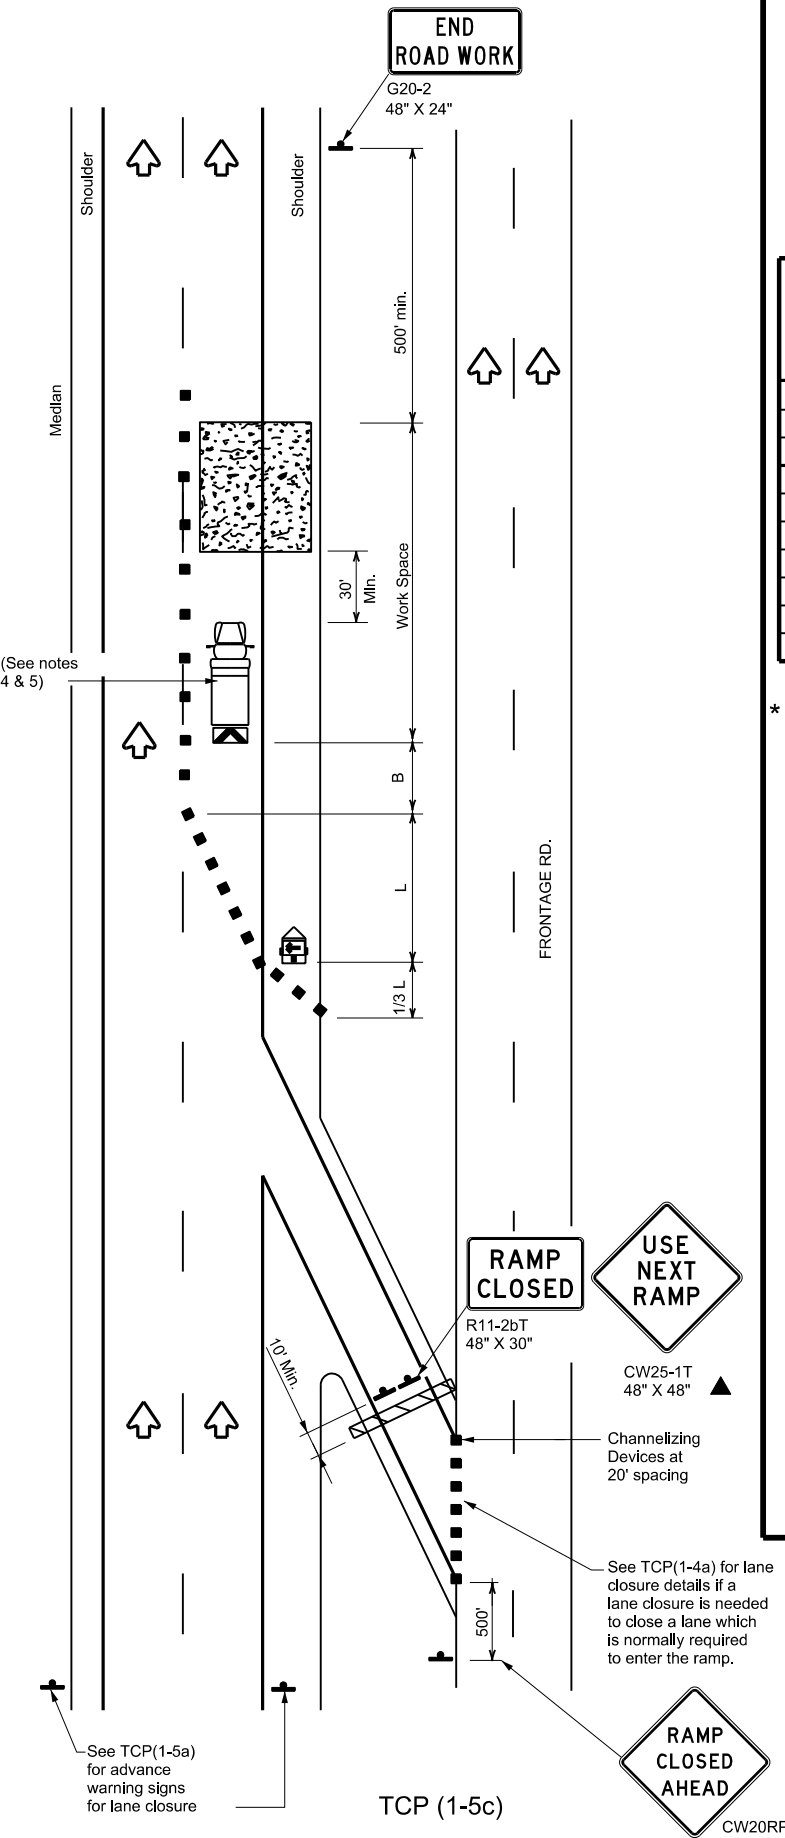 END
ROAD WORK
G20-2
48" X 24"
Shoulder
Shoulder
500' min.
Median
30'
Min.
Work Space
(See notes
4 & 5)
*
B
L
FRONTAGE RD.
1/3 L
RAMP
CLOSED
R11-2bT
48" X 30"
USE
NEXT
RAMP
CW25-1T
48" X 48"
10' Min.
Channelizing
Devices at
20' spacing
See TCP(1-4a) for lane
closure details if a
lane closure is needed
to close a lane which
is normally required
to enter the ramp.
500'
RAMP
CLOSED
AHEAD
CW20RP
See TCP(1-5a)
for advance
warning signs
for lane closure
TCP (1-5c)